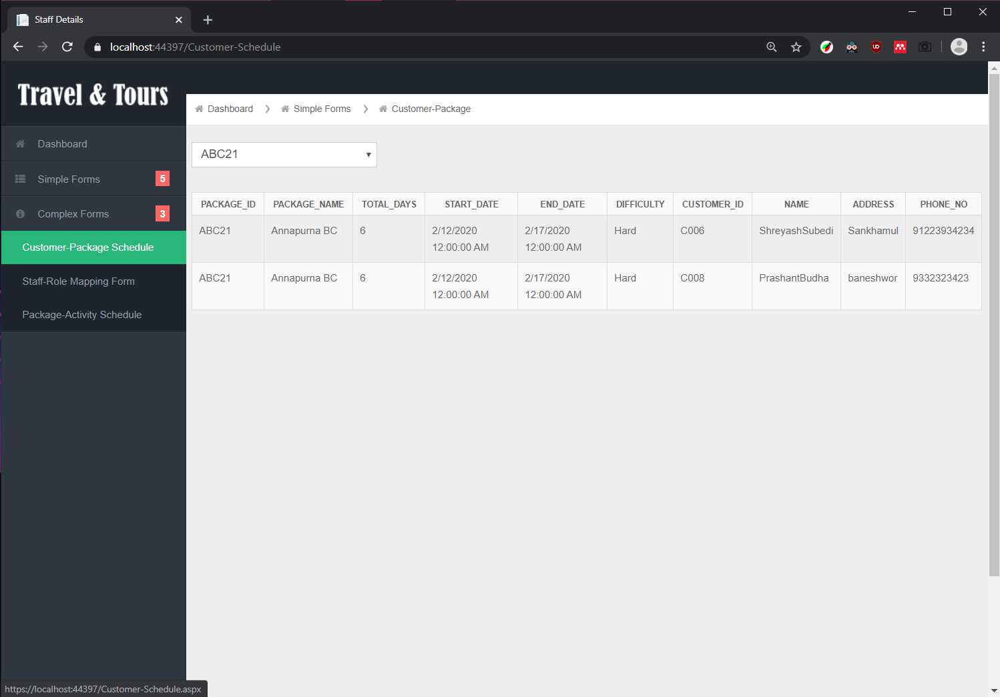 Staff Details
localhost:44397/Customer-Schedule
Travel & Tours
Dashboard
Simple Forms 5
Complex Forms 3
Customer-Package Schedule
Staff-Role Mapping Form
Package-Activity Schedule
Dashboard Simple Forms Customer-Package
ABC21
PACKAGE_ID PACKAGE_NAME TOTAL_DAYS START_DATE END_DATE DIFFICULTY CUSTOMER_ID NAME ADDRESS PHONE_NO
ABC21 Annapurna BC 6 2/12/2020 2/17/2020 Hard C006 ShreyashSubedi Sankhamul 91223934234
12:00:00 AM 12:00:00 AM
ABC21 Annapurna BC 6 2/12/2020 2/17/2020 Hard C008 PrashantBudha baneshwor 9332323423
12:00:00 AM 12:00:00 AM
https://localhost:44397/Customer-Schedule.aspx